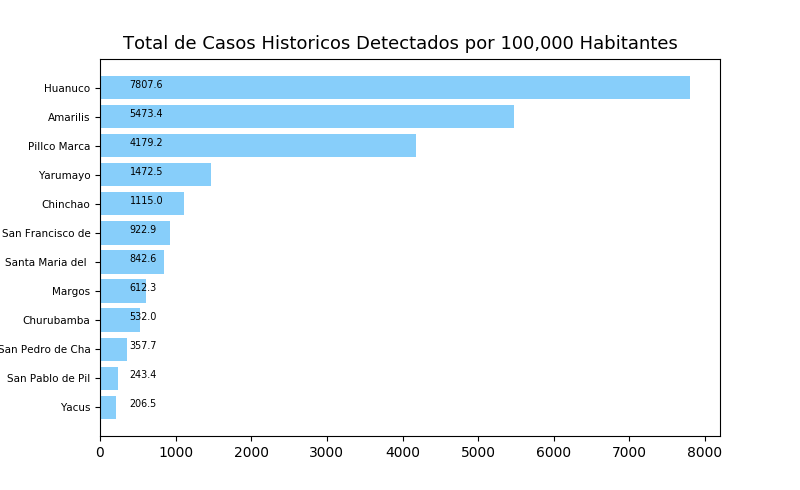 Total de Casos Historicos Detectados por 100,000 Habitantes
Huanuco 7807.6
Amarilis 5473.4
Pillco Marca 4179.2
Yarumayo 1472.5
Chinchao 1115.0
San Francisco de 922.9
Santa Maria del 842.6
Margos 612.3
Churubamba 532.0
San Pedro de Cha 357.7
San Pablo de Pil 243.4
Yacus 206.5
0 1000 2000 3000 4000 5000 6000 7000 8000